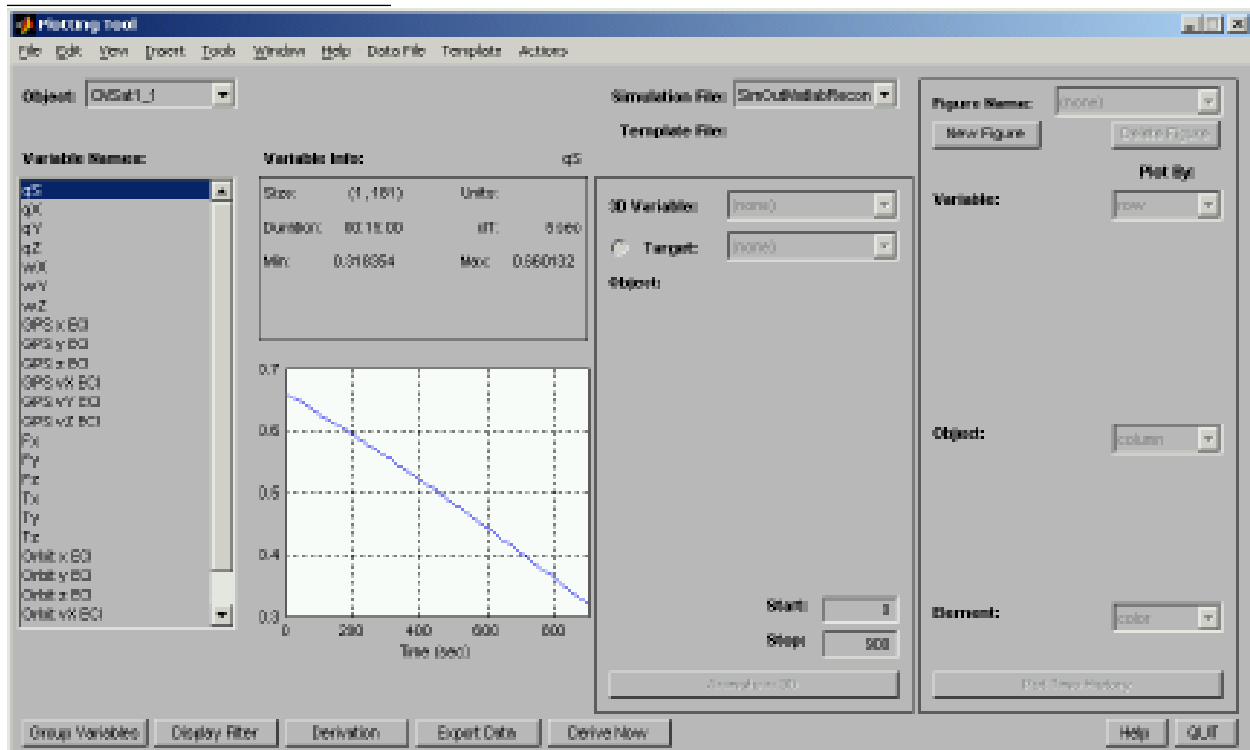 Plotting Tool
File Edit View Insert Tools Window Help Data File Template Actions
Object: Simulation File:
Template File:
Variable Names:
qS
qX
qY
qZ
wX
wY
wZ
GPS x ECI
GPS y ECI
GPS z ECI
GPS vX ECI
GPS vY ECI
GPS vZ ECI
Fx
Fy
Fz
Tx
Ty
Tz
Orbit x ECI
Orbit y ECI
Orbit z ECI
Orbit vX ECI
Variable Info: qS
Size: (1,181) Units:
Duration: 00:15:00 dT: 5 sec
Min: 0.318354 Max: 0.660132
0.7
0.6
0.5
0.4
0.3
0 200 400 600 800
Time (sec)
3D Variable: (none)
Target: (none)
Object:
Start: 0
Stop: 900
Animate in 3D
Figure Name: (none)
New Figure Delete Figure
Plot By:
Variable: row
Object: column
Element: color
Plot Time History
Group Variables Display Filter Derivation Export Data Derive Now Help QUIT